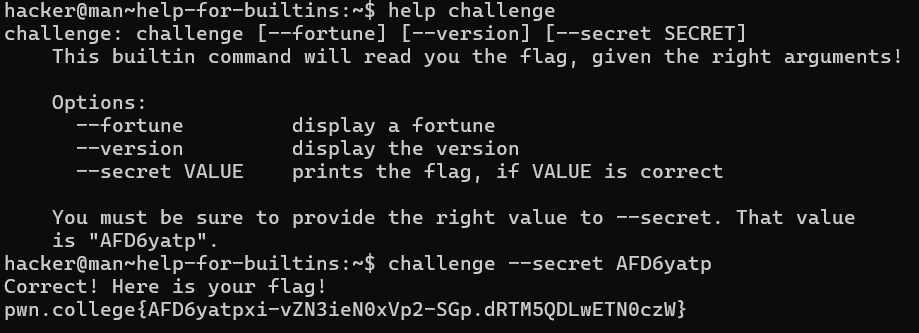 hacker@man~help-for-builtins:~$ help challenge
challenge: challenge [--fortune] [--version] [--secret SECRET]
    This builtin command will read you the flag, given the right arguments!

    Options:
      --fortune         display a fortune
      --version         display the version
      --secret VALUE    prints the flag, if VALUE is correct

    You must be sure to provide the right value to --secret. That value
    is "AFD6yatp".
hacker@man~help-for-builtins:~$ challenge --secret AFD6yatp
Correct! Here is your flag!
pwn.college{AFD6yatpxi-vZN3ieN0xVp2-SGp.dRTM5QDLwETN0czW}